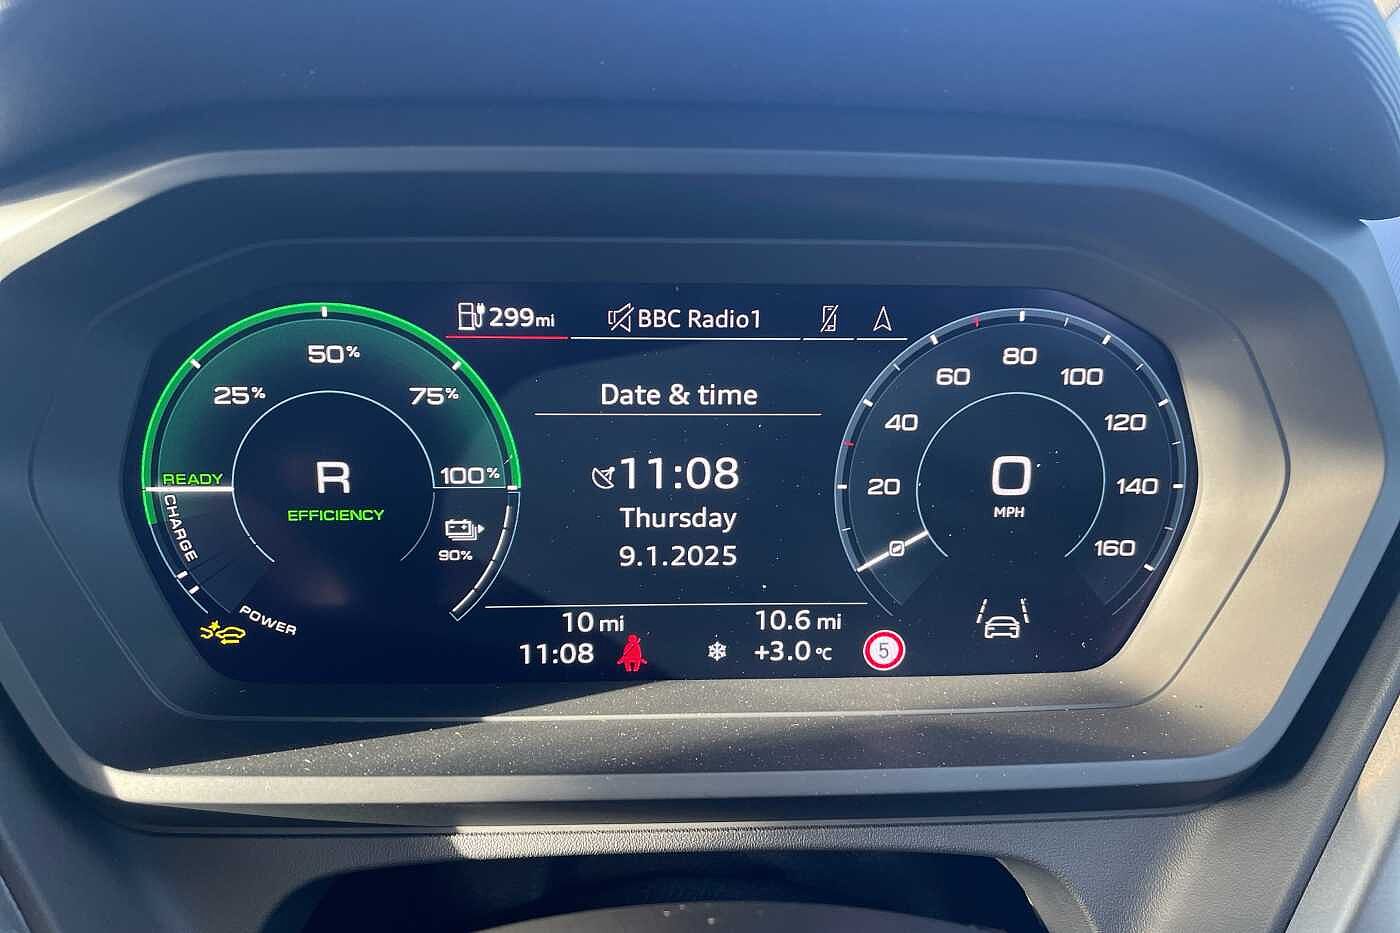 299mi
BBC Radio1
50%
25%
75%
100%
READY
CHARGE
POWER
R
EFFICIENCY
90%
Date & time
11:08
Thursday
9.1.2025
10 mi
11:08
10.6 mi
+3.0 °C
5
0
20
40
60
80
100
120
140
160
0
MPH